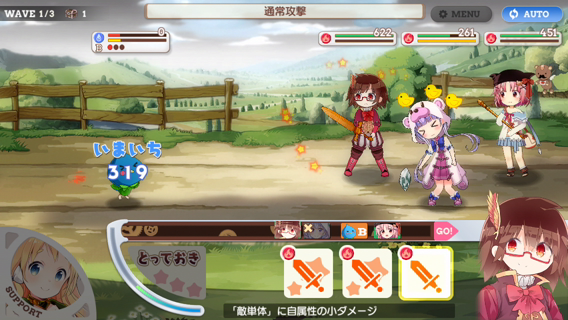 WAVE 1/3 1
通常攻撃
MENU
AUTO
B 0
622
261
451
いまいち
319
B
GO!
とっておき
SUPPORT
「敵単体」に自属性の小ダメージ